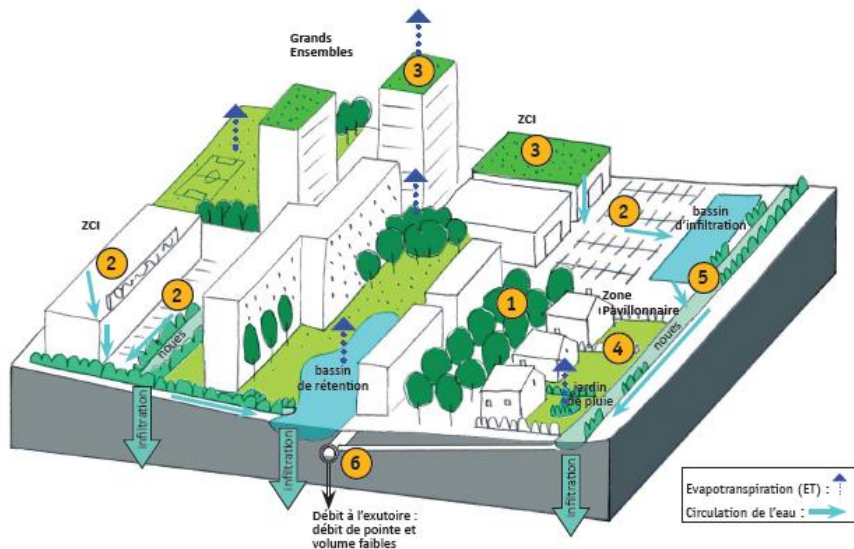 Grands
Ensembles
3
ZCI
3
ZCI
2
2
2
bassin
d'infiltration
5
1
Zone
Pavillonnaire
4
noues
noues
bassin
de rétention
jardin
de pluie
infiltration
infiltration
infiltration
6
Débit à l'exutoire :
débit de pointe et
volume faibles
Evapotranspiration (ET) :
Circulation de l'eau :